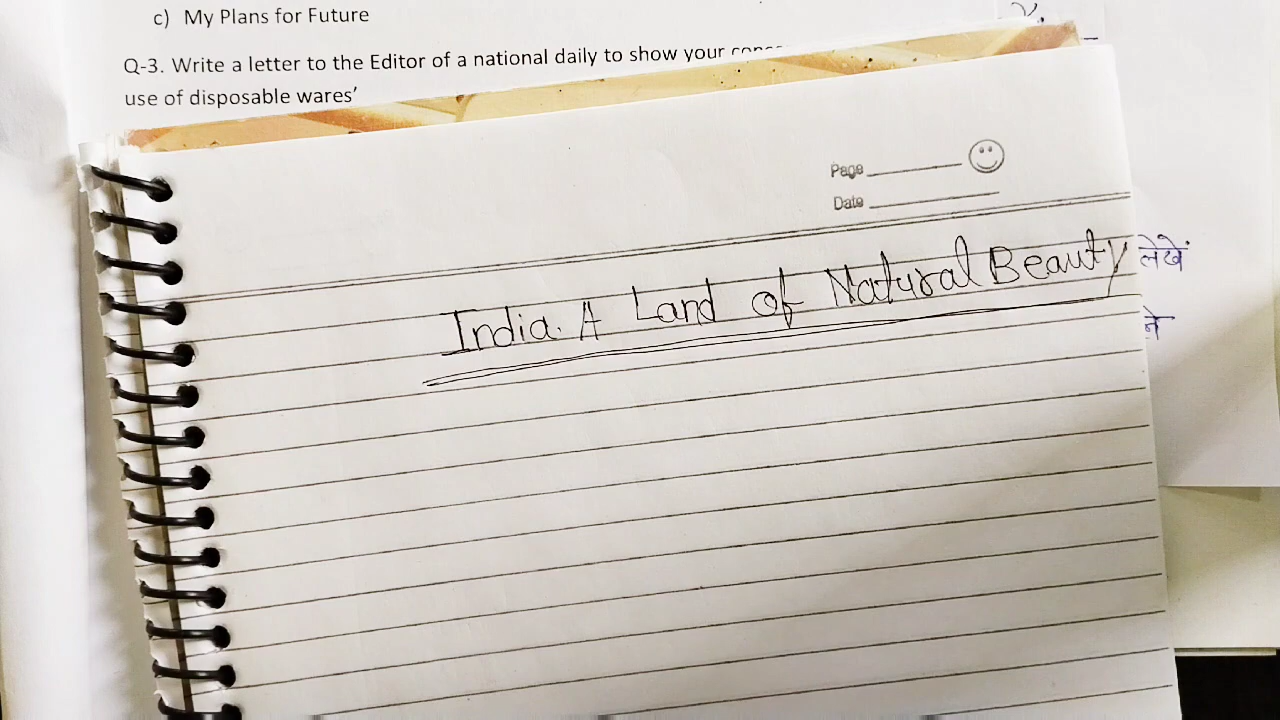 c) My Plans for Future
Q-3. Write a letter to the Editor of a national daily to show your
use of disposable wares’
Page
Date
India. A Land of Natural Beauty
लेखें